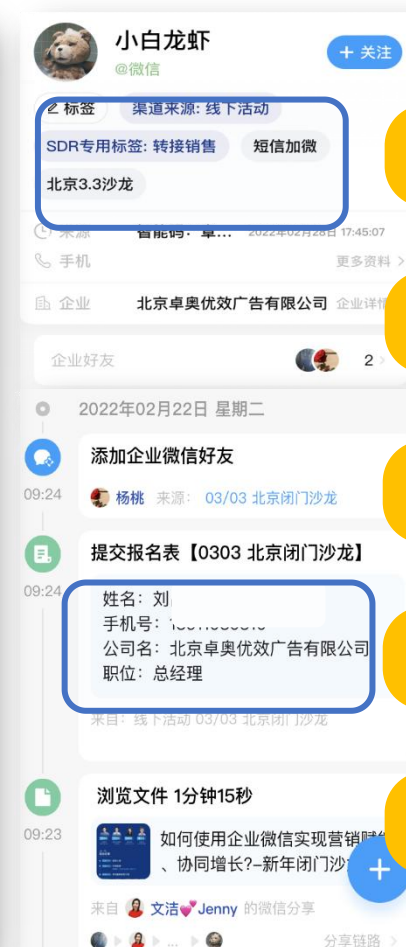 小白龙虾
+ 关注
@微信
标签 渠道来源: 线下活动
SDR专用标签: 转接销售 短信加微
北京3.3沙龙
来源 智能码: 卓... 2022年02月28日 17:45:07
手机 更多资料 >
企业 北京卓奥优效广告有限公司 企业详情
企业好友 2 >
2022年02月22日 星期二
添加企业微信好友
09:24 杨桃 来源: 03/03 北京闭门沙龙
提交报名表【0303 北京闭门沙龙】
09:24
姓名: 刘
手机号:
公司名: 北京卓奥优效广告有限公司
职位: 总经理
来自: 线下活动 03/03 北京闭门沙龙
浏览文件 1分钟15秒
09:23
如何使用企业微信实现营销赋能
、协同增长?–新年闭门沙
+
来自 文洁💕Jenny 的微信分享
... 分享链路 >